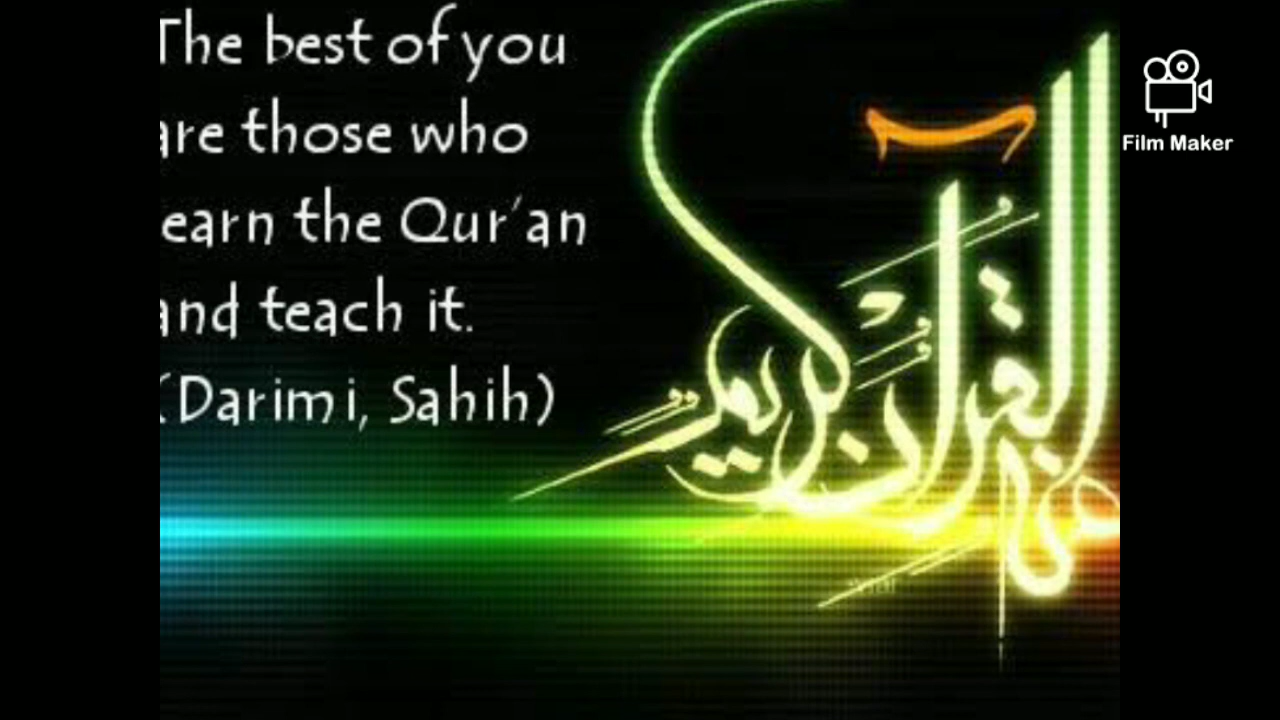 The best of you
are those who
earn the Qur'an
and teach it.
(Darimi, Sahih)
القرآن الكريم
Film Maker